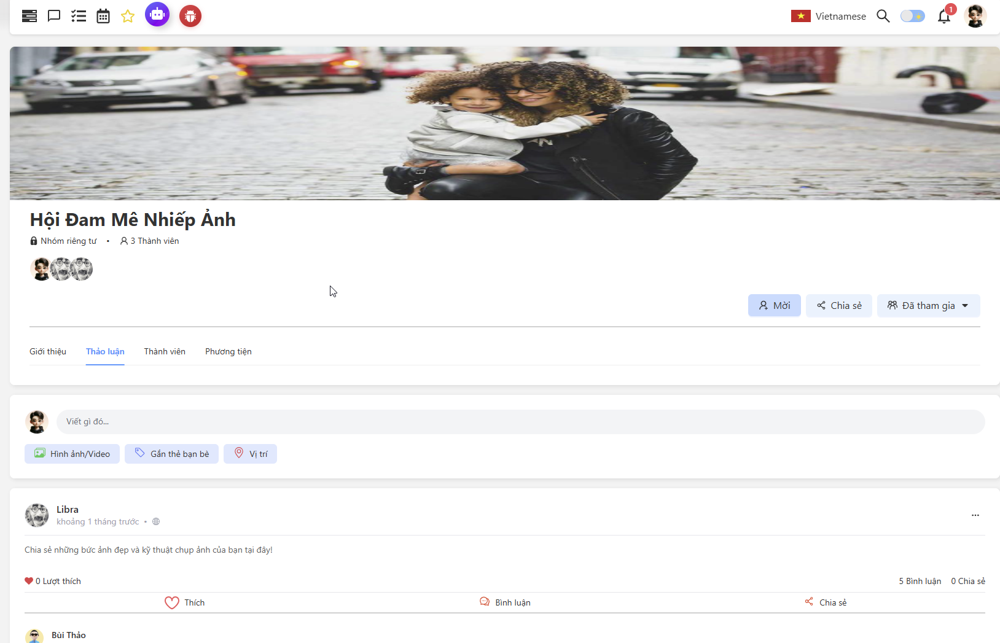 Vietnamese
1
Hội Đam Mê Nhiếp Ảnh
Nhóm riêng tư • 3 Thành viên
Mời
Chia sẻ
Đã tham gia
Giới thiệu
Thảo luận
Thành viên
Phương tiện
Viết gì đó...
Hình ảnh/Video
Gắn thẻ bạn bè
Vị trí
Libra
khoảng 1 tháng trước •
Chia sẻ những bức ảnh đẹp và kỹ thuật chụp ảnh của bạn tại đây!
0 Lượt thích
5 Bình luận
0 Chia sẻ
Thích
Bình luận
Chia sẻ
Bùi Thảo